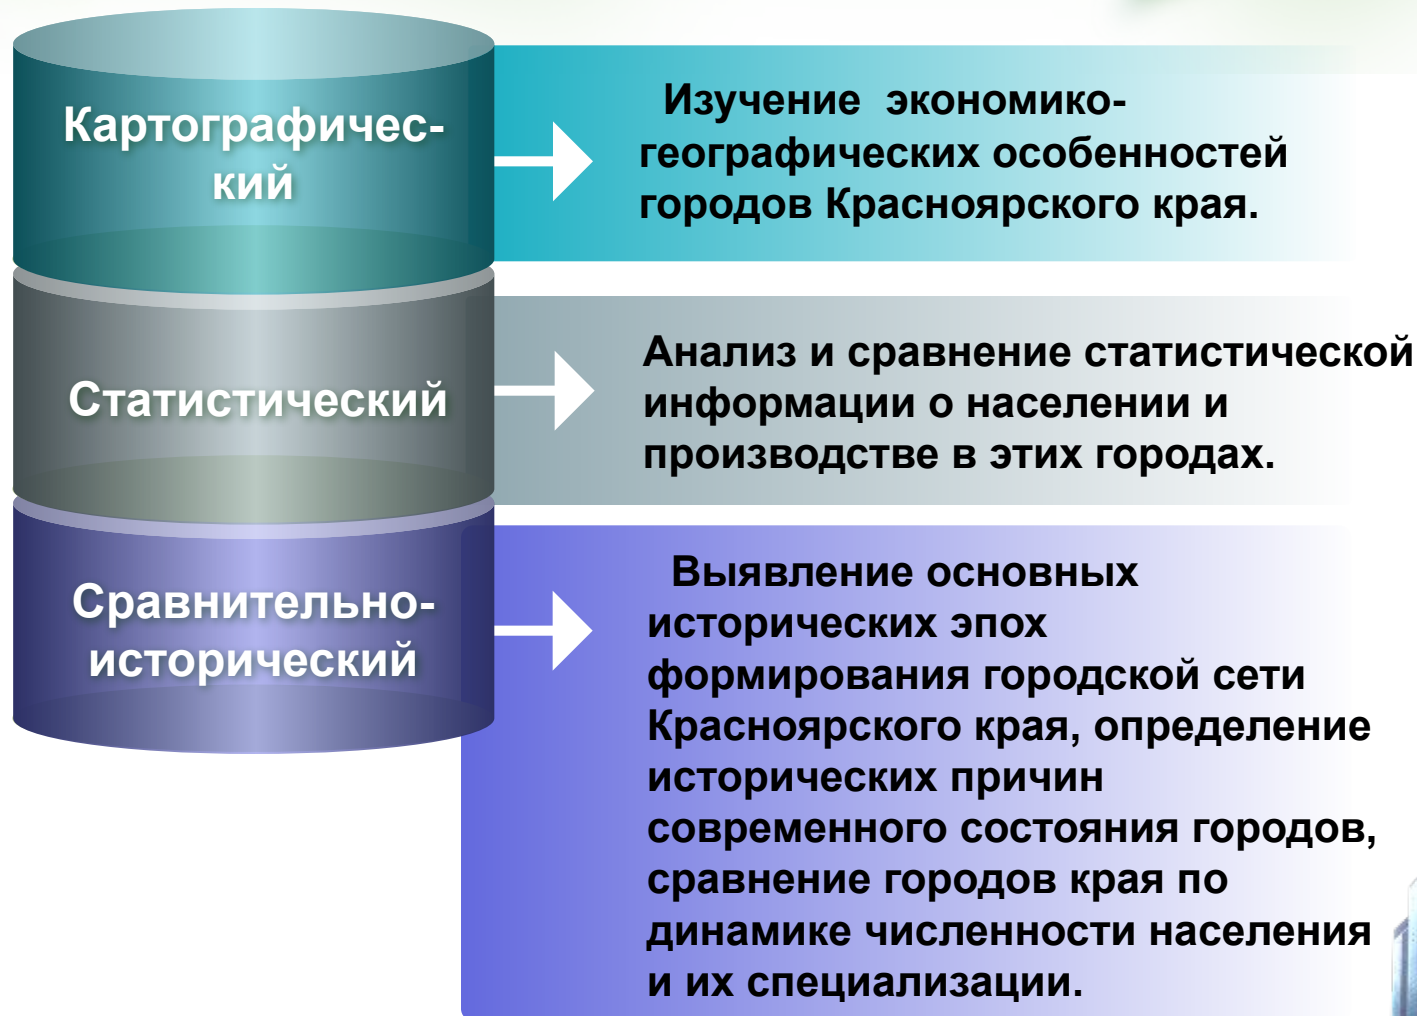 Картографичес-
кий
Изучение экономико-
географических особенностей
городов Красноярского края.
Статистический
Анализ и сравнение статистической
информации о населении и
производстве в этих городах.
Сравнительно-
исторический
Выявление основных
исторических эпох
формирования городской сети
Красноярского края, определение
исторических причин
современного состояния городов,
сравнение городов края по
динамике численности населения
и их специализации.